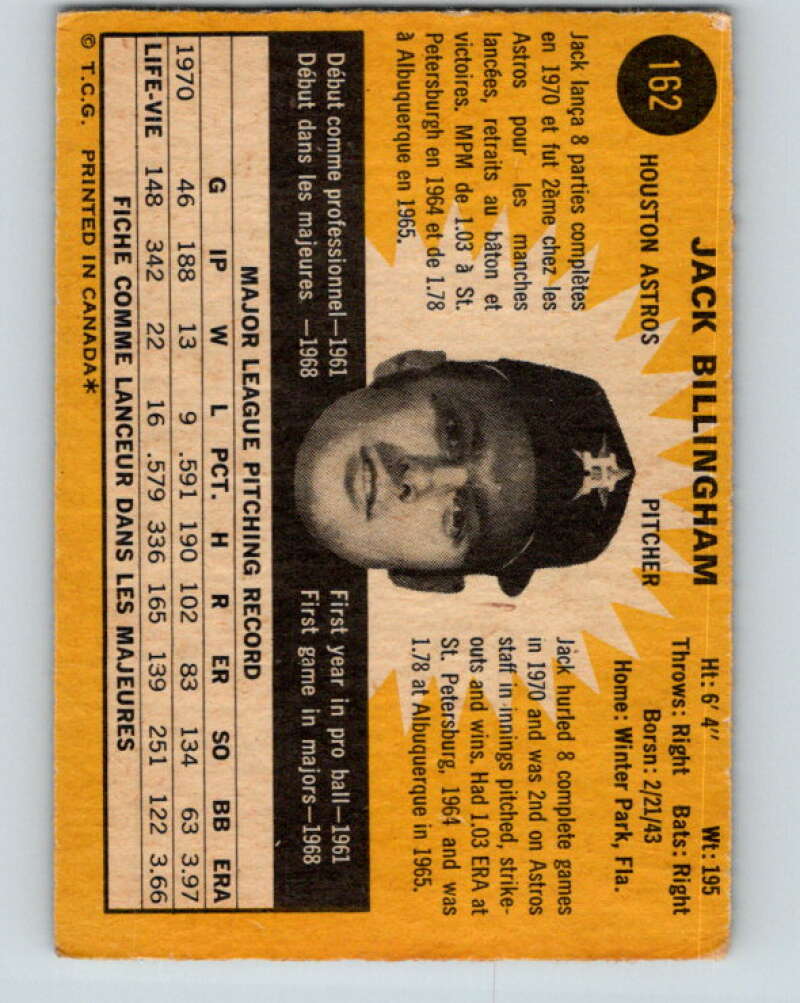 162
JACK BILLINGHAM
HOUSTON ASTROS PITCHER
Ht: 6' 4" Wt: 195
Throws: Right Bats: Right
Borsn: 2/21/43
Home: Winter Park, Fla.
Jack lança 8 parties complètes
en 1970 et fut 2ème chez les
Astros pour les manches
lancées, retraits au bâton et
victoires. MPM de 1.03 à St.
Petersburgh en 1964 et de 1.78
à Albuquerque en 1965.
Jack hurled 8 complete games
in 1970 and was 2nd on Astros
staff in innings pitched, strike-
outs and wins. Had 1.03 ERA at
St. Petersburg, 1964 and was
1.78 at Albuquerque in 1965.
Début comme professionnel—1961
Début dans les majeures —1968
First year in pro ball—1961
First game in majors—1968
MAJOR LEAGUE PITCHING RECORD
G IP W L PCT. H R ER SO BB ERA
1970 46 188 13 9 .591 190 102 83 134 63 3.97
LIFE-VIE 148 342 22 16 .579 336 165 139 251 122 3.66
FICHE COMME LANCEUR DANS LES MAJEURES
© T.C.G. PRINTED IN CANADA*
H